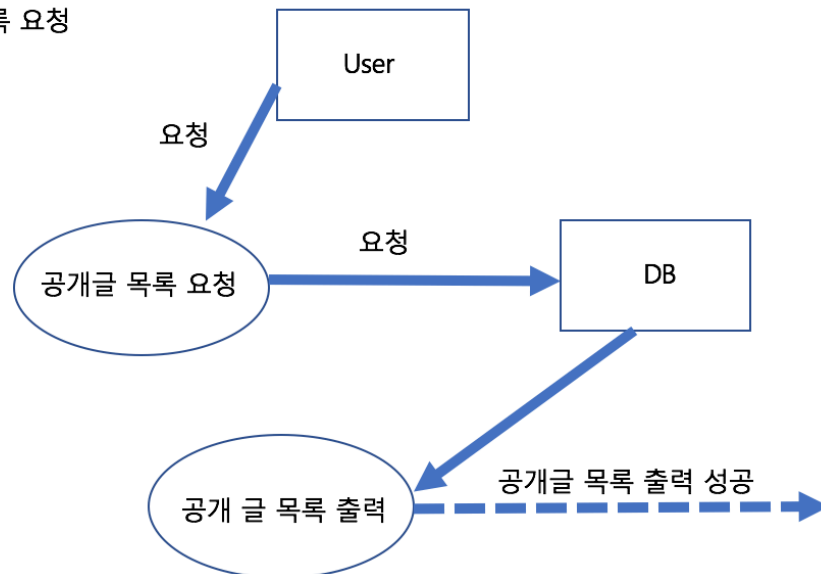 록 요청
User
요청
요청
공개글 목록 요청
DB
공개글 목록 출력 성공
공개 글 목록 출력